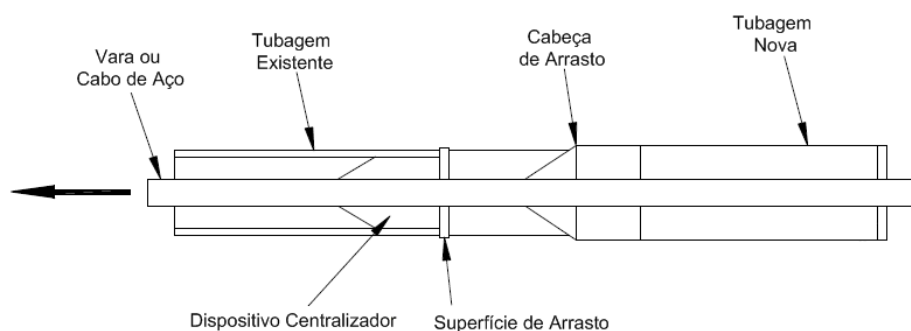 Vara ou
Cabo de Aço
Tubagem
Existente
Cabeça
de Arrasto
Tubagem
Nova
Dispositivo Centralizador
Superfície de Arrasto